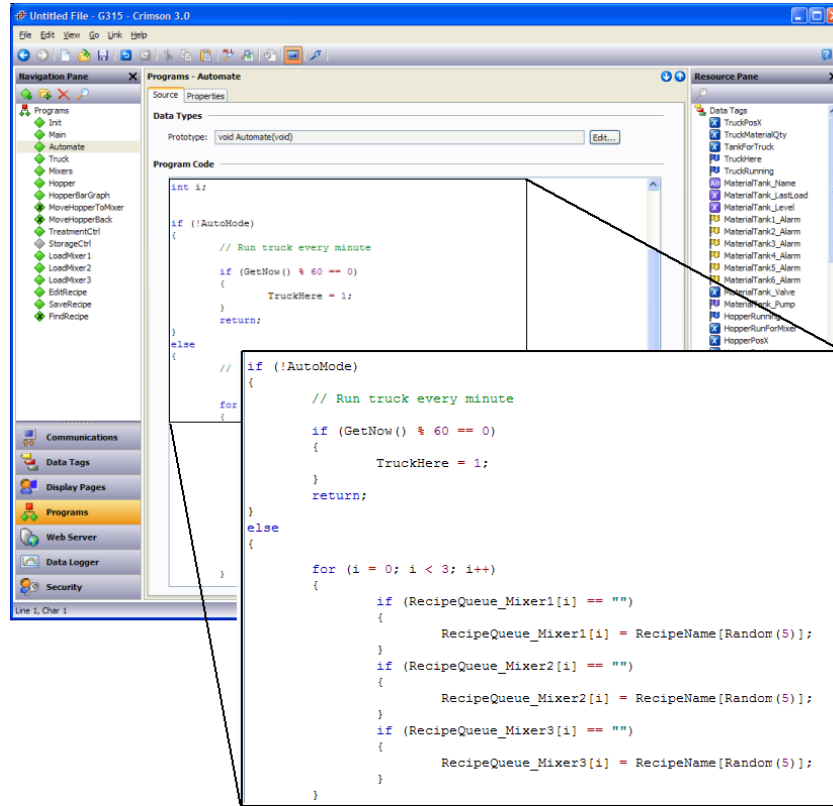 Untitled File - G315 - Crimson 3.0
File Edit View Go Link Help
Navigation Pane
Programs
Init
Main
Automate
Truck
Mixers
Hopper
HopperBarGraph
MoveHopperToMixer
MoveHopperBack
TreatmentCtrl
StorageCtrl
LoadMixer1
LoadMixer2
LoadMixer3
EditRecipe
SaveRecipe
FindRecipe
Communications
Data Tags
Display Pages
Programs
Web Server
Data Logger
Security
Line 1, Char 1
Programs - Automate
Source Properties
Data Types
Prototype: void Automate(void) Edit...
Program Code
int i;
if (!AutoMode)
{
// Run truck every minute
if (GetNow() % 60 == 0)
{
TruckHere = 1;
}
return;
}
else
{
//
for
{
}
Resource Pane
Data Tags
TruckPosX
TruckMaterialQty
TankForTruck
TruckHere
TruckRunning
MaterialTank_Name
MaterialTank_LastLoad
MaterialTank_Level
MaterialTank1_Alarm
MaterialTank2_Alarm
MaterialTank3_Alarm
MaterialTank4_Alarm
MaterialTank5_Alarm
MaterialTank6_Alarm
MaterialTank_Valve
MaterialTank_Pump
HopperRunning
HopperRunForMixer
HopperPosX
if (!AutoMode)
{
// Run truck every minute
if (GetNow() % 60 == 0)
{
TruckHere = 1;
}
return;
}
else
{
for (i = 0; i < 3; i++)
{
if (RecipeQueue_Mixer1[i] == "")
{
RecipeQueue_Mixer1[i] = RecipeName[Random(5)];
}
if (RecipeQueue_Mixer2[i] == "")
{
RecipeQueue_Mixer2[i] = RecipeName[Random(5)];
}
if (RecipeQueue_Mixer3[i] == "")
{
RecipeQueue_Mixer3[i] = RecipeName[Random(5)];
}
}